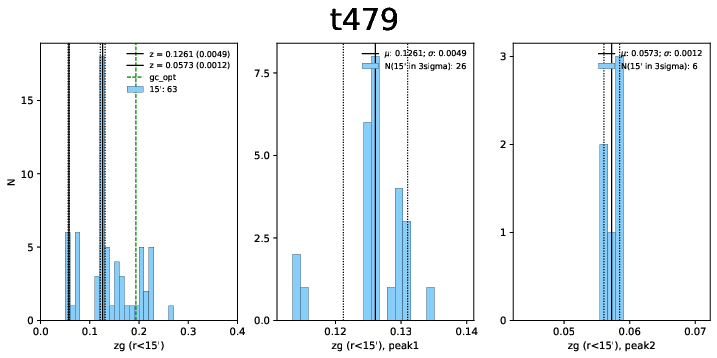 t479
z = 0.1261 (0.0049)
z = 0.0573 (0.0012)
gc_opt
15': 63
N
0 5 10 15
0.0 0.1 0.2 0.3 0.4
zg (r<15')
μ: 0.1261; σ: 0.0049
N(15' in 3sigma): 26
0.0 2.5 5.0 7.5
0.12 0.13 0.14
zg (r<15'), peak1
μ: 0.0573; σ: 0.0012
N(15' in 3sigma): 6
0 1 2 3
0.05 0.06 0.07
zg (r<15'), peak2